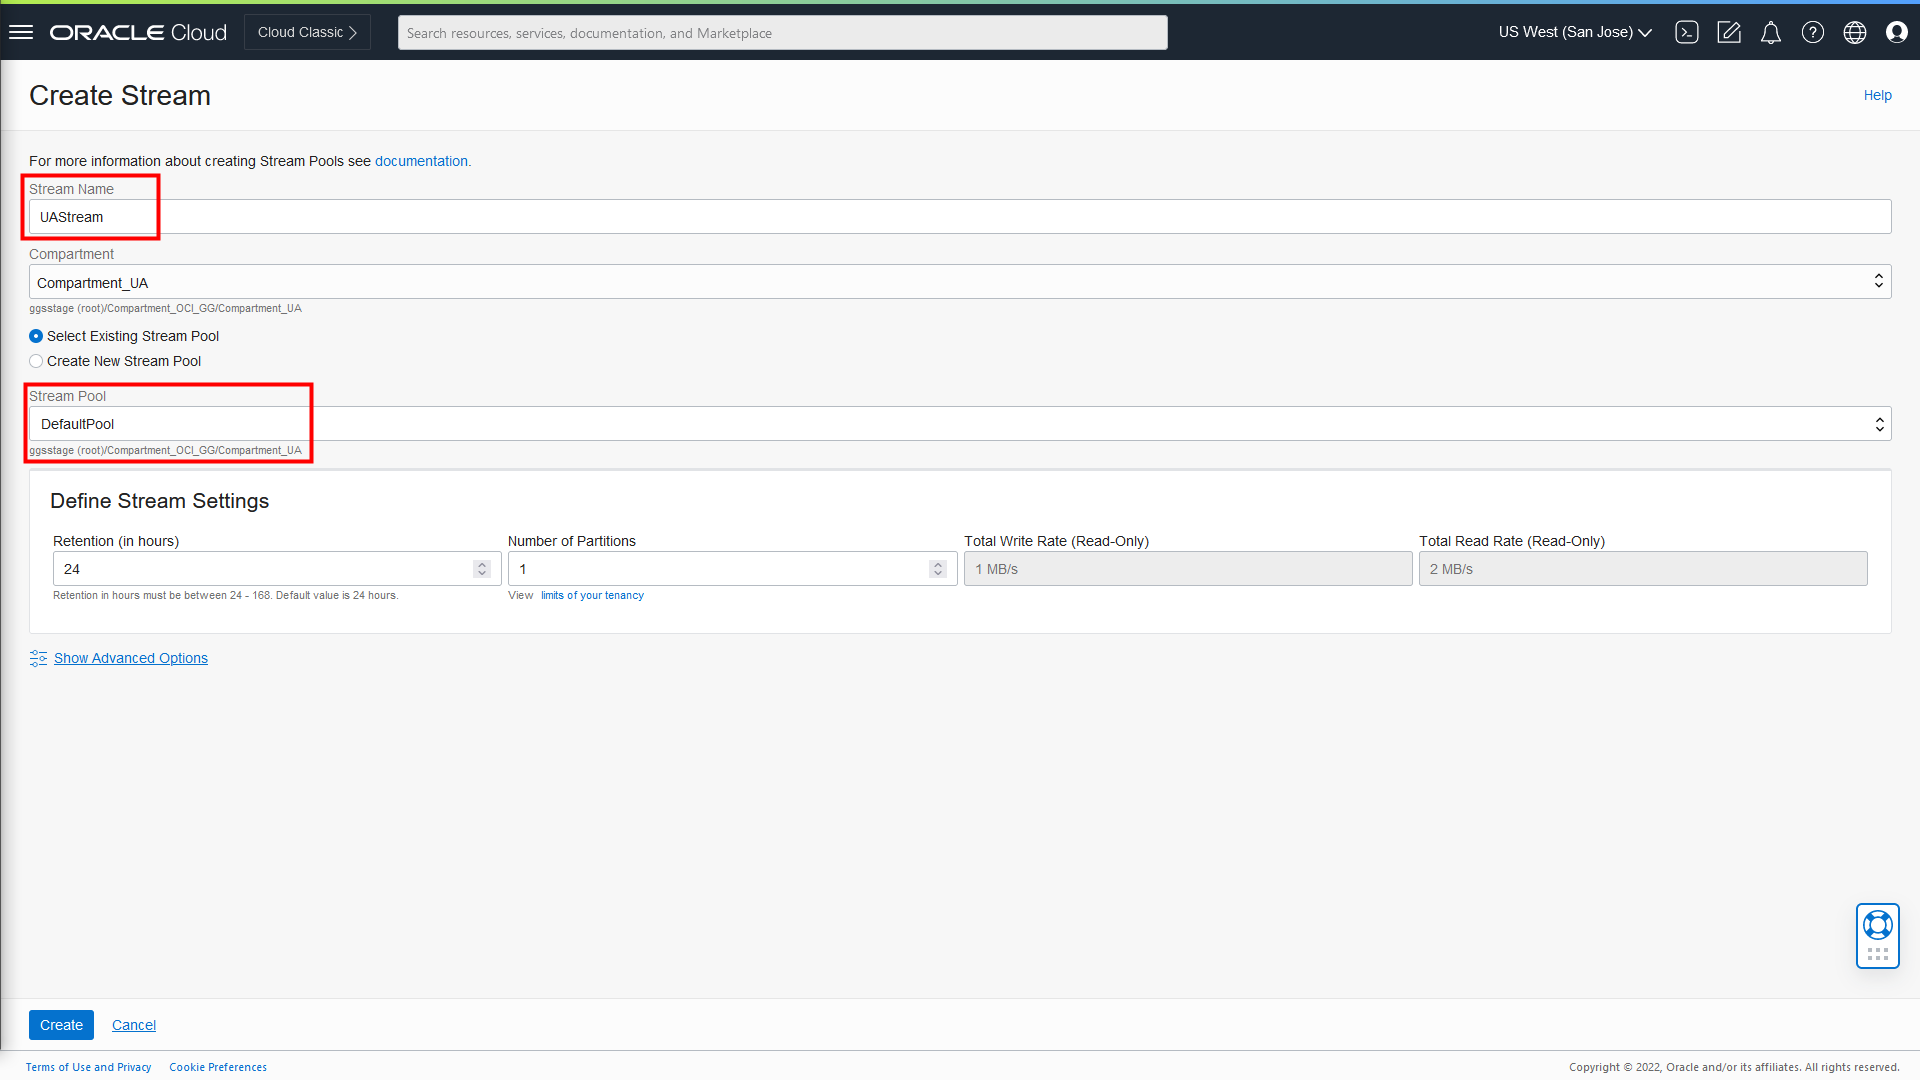 ORACLE Cloud
Cloud Classic
Search resources, services, documentation, and Marketplace
US West (San Jose)
Create Stream
Help
For more information about creating Stream Pools see documentation.
Stream Name
UAStream
Compartment
Compartment_UA
ggsstage (root)/Compartment_OCI_GG/Compartment_UA
Select Existing Stream Pool
Create New Stream Pool
Stream Pool
DefaultPool
ggsstage (root)/Compartment_OCI_GG/Compartment_UA
Define Stream Settings
Retention (in hours) Number of Partitions Total Write Rate (Read-Only) Total Read Rate (Read-Only)
24 1 1 MB/s 2 MB/s
Retention in hours must be between 24 - 168. Default value is 24 hours. View limits of your tenancy
Show Advanced Options
Create Cancel
Terms of Use and Privacy Cookie Preferences
Copyright © 2022, Oracle and/or its affiliates. All rights reserved.